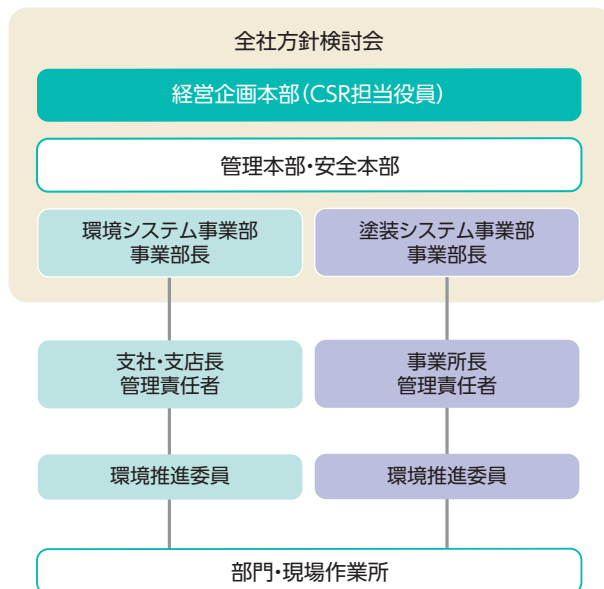 全社方針検討会
経営企画本部(CSR担当役員)
管理本部・安全本部
環境システム事業部
事業部長
塗装システム事業部
事業部長
支社・支店長
管理責任者
事業所長
管理責任者
環境推進委員
環境推進委員
部門・現場作業所